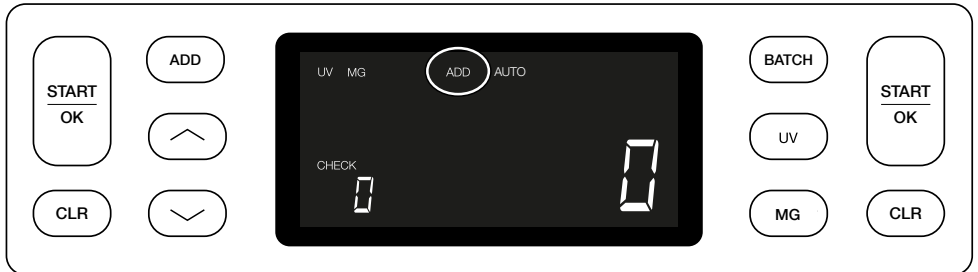 START
OK
CLR
ADD
UV MG ADD AUTO
CHECK
0
0
BATCH
UV
MG
START
OK
CLR